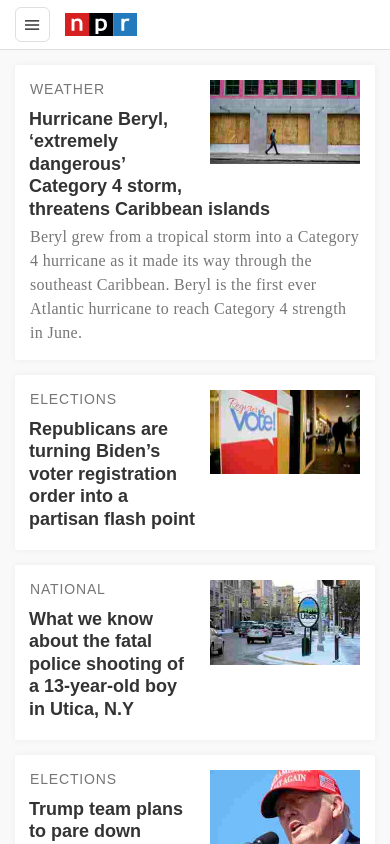 npr
WEATHER
Hurricane Beryl,
‘extremely
dangerous’
Category 4 storm,
threatens Caribbean islands
Beryl grew from a tropical storm into a Category
4 hurricane as it made its way through the
southeast Caribbean. Beryl is the first ever
Atlantic hurricane to reach Category 4 strength
in June.
ELECTIONS
Republicans are
turning Biden’s
voter registration
order into a
partisan flash point
Register to
Vote!
NATIONAL
What we know
about the fatal
police shooting of
a 13-year-old boy
in Utica, N.Y
UTICA
ELECTIONS
Trump team plans
to pare down